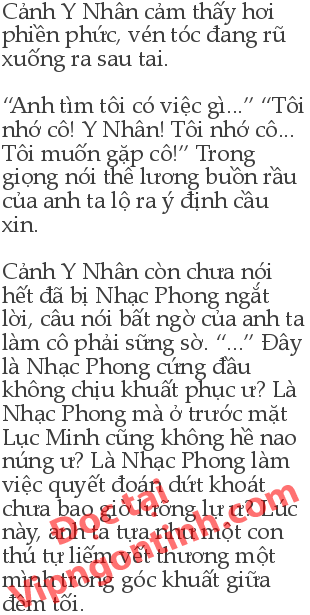 Cảnh Y Nhân cảm thấy hơi
phiền phức, vén tóc đang rũ
xuống ra sau tai.
“Anh tìm tôi có việc gì...” “Tôi
nhớ cô! Y Nhân! Tôi nhớ cô...
Tôi muốn gặp cô!” Trong
giọng nói thê lương buồn rầu
của anh ta lộ ra ý định cầu
xin.
Cảnh Y Nhân còn chưa nói
hết đã bị Nhạc Phong ngắt
lời, câu nói bất ngờ của anh ta
làm cô phải sững sờ. “...” Đây
là Nhạc Phong cứng đầu
không chịu khuất phục ư? Là
Nhạc Phong mà ở trước mặt
Lục Minh cũng không hề nao
núng ư? Là Nhạc Phong làm
việc quyết đoán dứt khoát
chưa bao giờ lưỡng lự ư? Lúc
này, anh ta tựa như một con
thú tự liếm vết thương một
mình trong góc khuất giữa
đêm tối.
Đọc tại
Vipngontinh.com